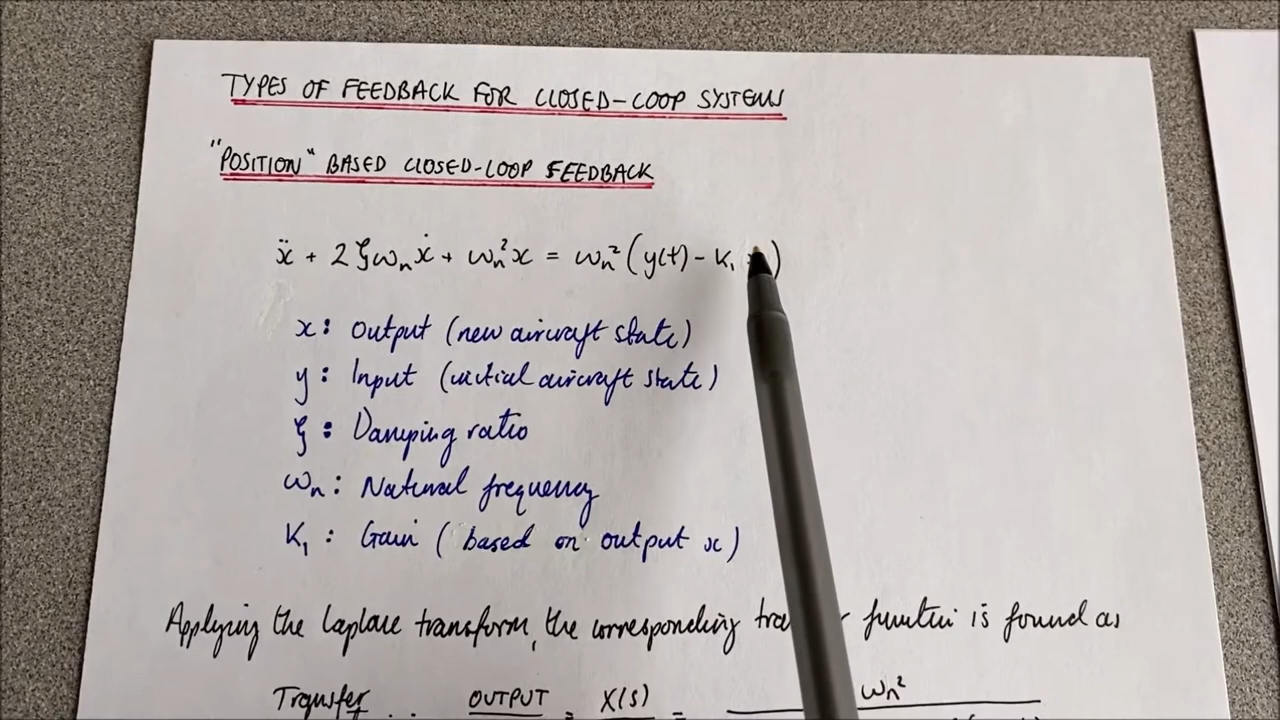 TYPES OF FEEDBACK FOR CLOSED-LOOP SYSTEMS
"POSITION" BASED CLOSED-LOOP FEEDBACK
ẍ + 2ζωₙẋ + ωₙ²x = ωₙ²(y(t) - K₁ )
x: Output (new aircraft state)
y: Input (initial aircraft state)
ζ: Damping ratio
ωₙ: Natural frequency
K₁: Gain (based on output x)
Applying the Laplace transform, the corresponding function is found as
Transfer OUTPUT = X(s) = ωₙ²